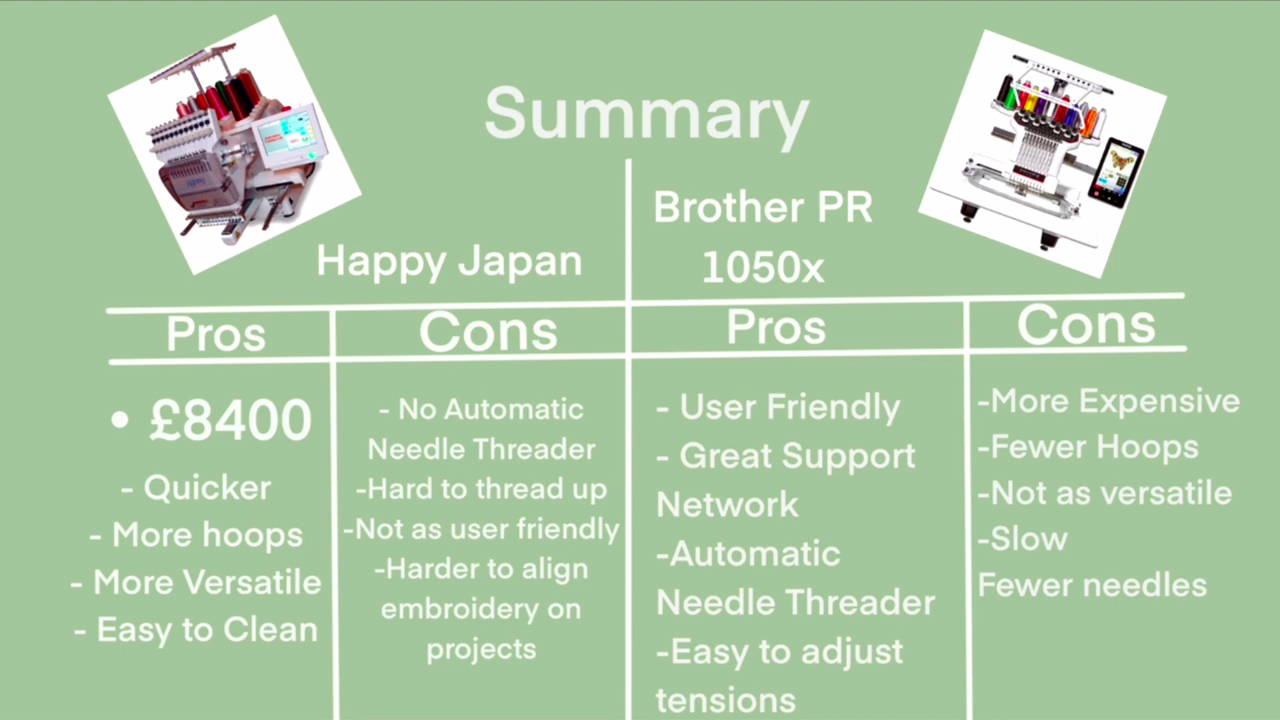 Summary
Happy Japan
Brother PR
1050x
Pros
Cons
Pros
Cons
• £8400
- Quicker
- More hoops
- More Versatile
- Easy to Clean
- No Automatic
Needle Threader
-Hard to thread up
-Not as user friendly
-Harder to align
embroidery on
projects
- User Friendly
- Great Support
Network
-Automatic
Needle Threader
-Easy to adjust
tensions
-More Expensive
-Fewer Hoops
-Not as versatile
-Slow
Fewer needles